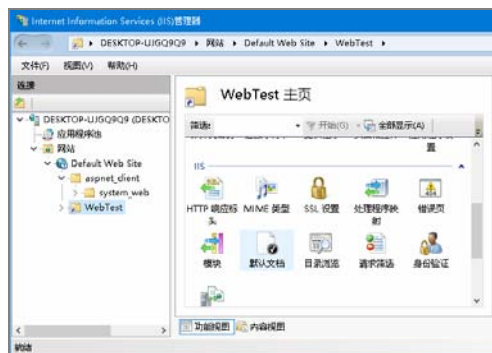 Internet Information Services (IIS)管理器
DESKTOP-UJGQ9Q9 ▸ 网站 ▸ Default Web Site ▸ WebTest ▸
文件(F) 视图(V) 帮助(H)
连接
DESKTOP-UJGQ9Q9 (DESKTO
应用程序池
网站
Default Web Site
aspnet_client
system_web
WebTest
WebTest 主页
筛选: 开始(G) 全部显示(A)
置
IIS
HTTP 响应标头 MIME 类型 SSL 设置 处理程序映射 错误页
模块 默认文档 目录浏览 请求筛选 身份验证
功能视图 内容视图
就绪